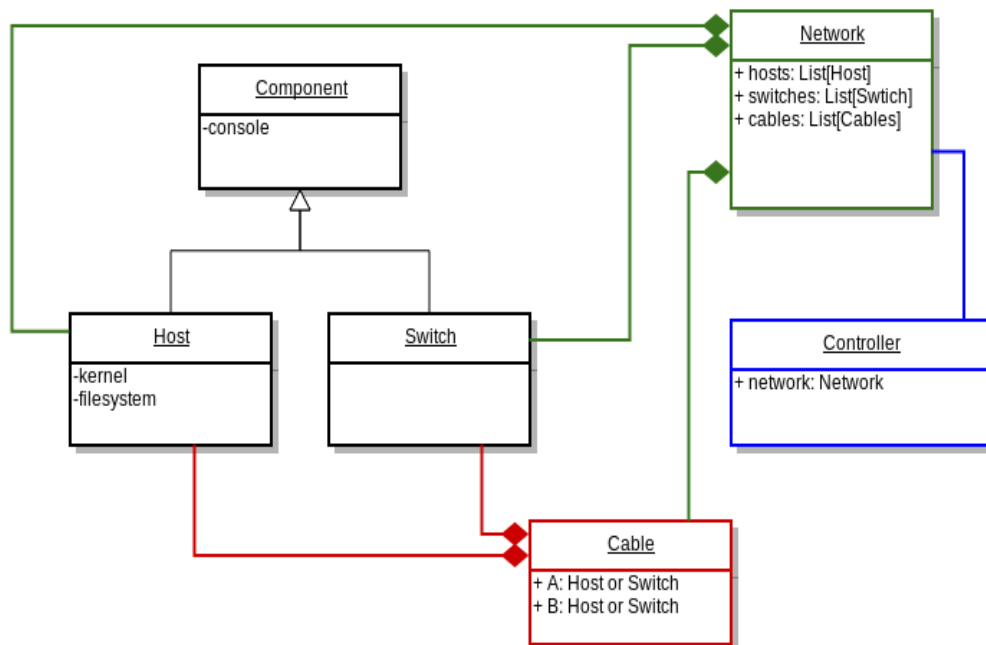 Network
+ hosts: List[Host]
+ switches: List[Swtich]
+ cables: List[Cables]
Component
-console
Host
-kernel
-filesystem
Switch
Controller
+ network: Network
Cable
+ A: Host or Switch
+ B: Host or Switch